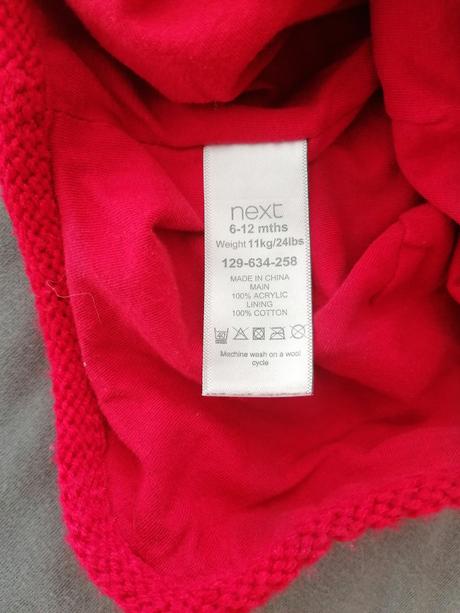 next
6-12 mths
Weight 11kg/24lbs
129-634-258
MADE IN CHINA
MAIN
100% ACRYLIC
LINING
100% COTTON
40
Machine wash on a wool
cycle